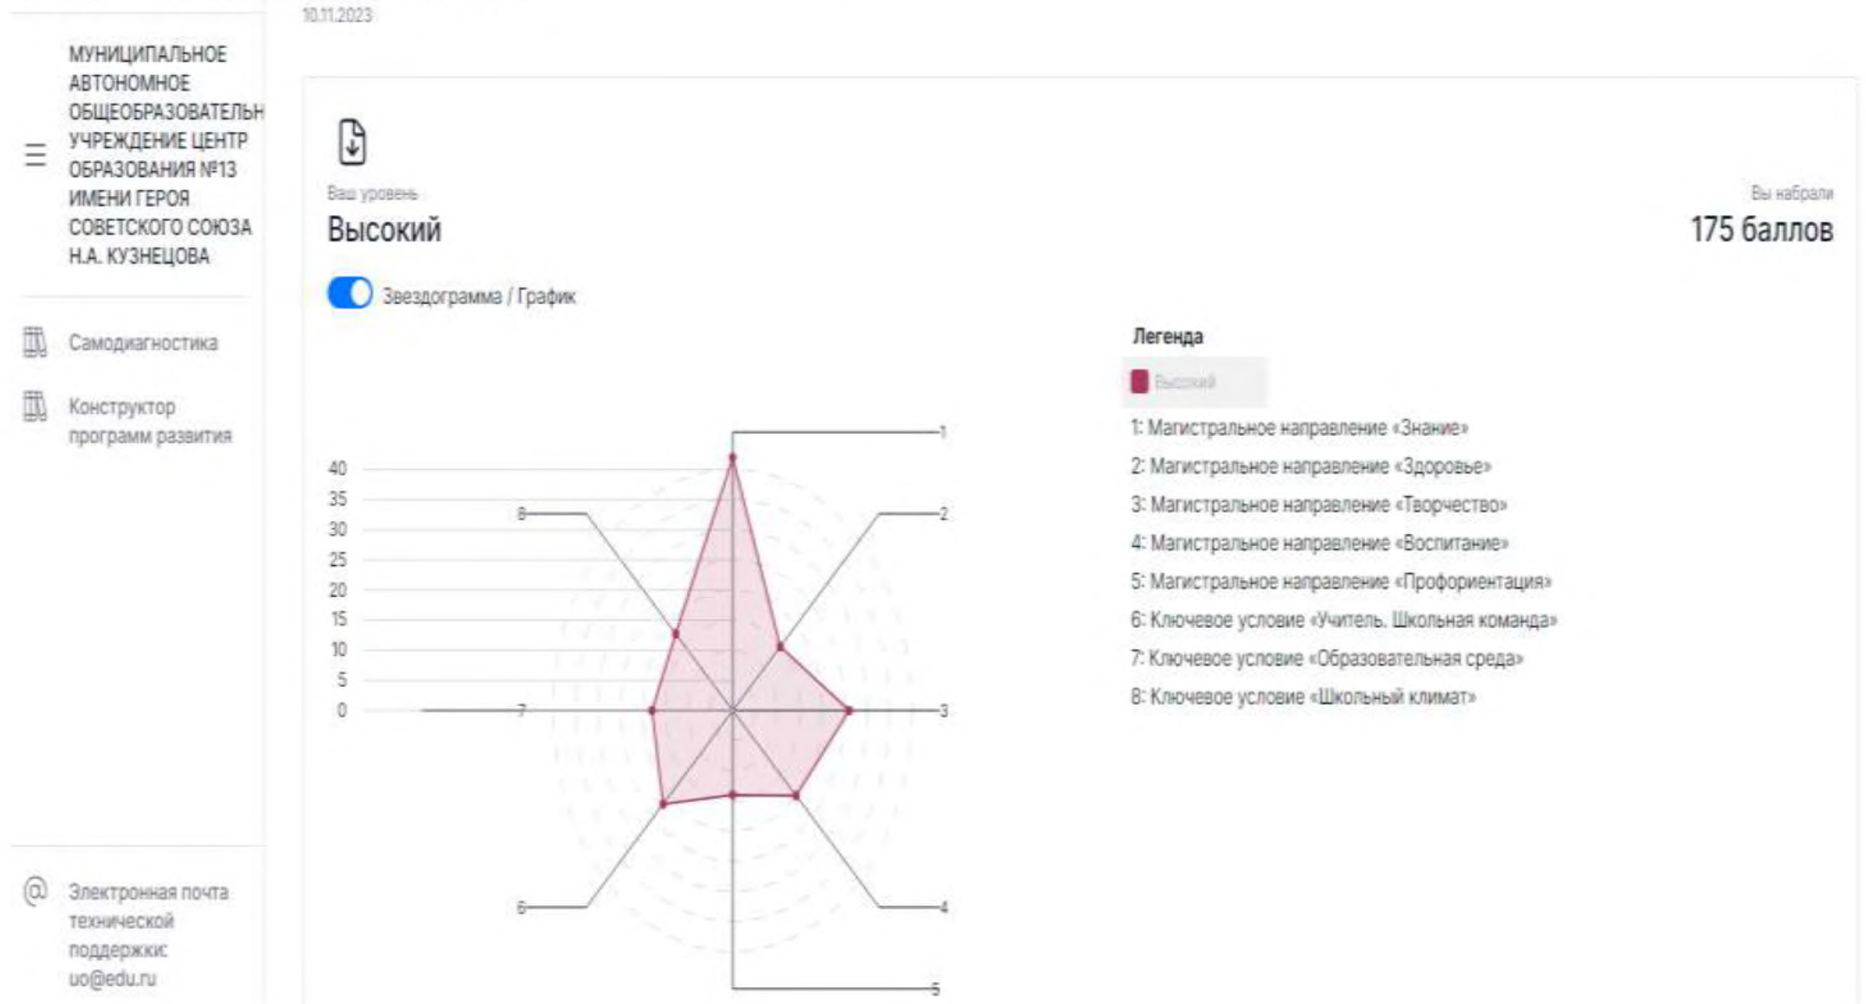 10.11.2023
МУНИЦИПАЛЬНОЕ
АВТОНОМНОЕ
ОБЩЕОБРАЗОВАТЕЛЬН
УЧРЕЖДЕНИЕ ЦЕНТР
ОБРАЗОВАНИЯ №13
ИМЕНИ ГЕРОЯ
СОВЕТСКОГО СОЮЗА
Н.А. КУЗНЕЦОВА
Самодиагностика
Конструктор
программ развития
Электронная почта
технической
поддержки:
uo@edu.ru
Ваш уровень
Высокий
Вы набрали
175 баллов
Звездограмма / График
40
35
30
25
20
15
10
5
0
1
2
3
4
5
6
7
8
Легенда
Высокий
1: Магистральное направление «Знание»
2: Магистральное направление «Здоровье»
3: Магистральное направление «Творчество»
4: Магистральное направление «Воспитание»
5: Магистральное направление «Профориентация»
6: Ключевое условие «Учитель. Школьная команда»
7: Ключевое условие «Образовательная среда»
8: Ключевое условие «Школьный климат»